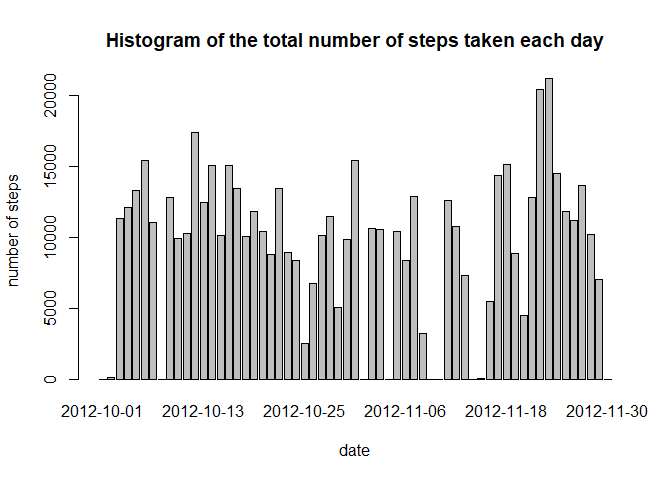 Histogram of the total number of steps taken each day
number of steps
20000
15000
10000
5000
0
2012-10-01 2012-10-13 2012-10-25 2012-11-06 2012-11-18 2012-11-30
date